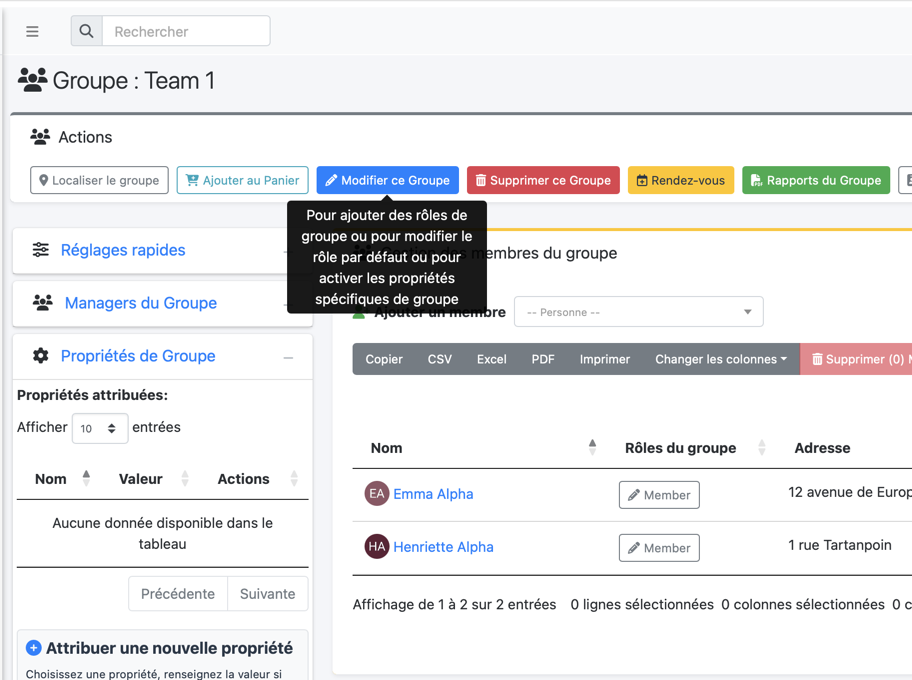 Rechercher
Groupe : Team 1
Actions
Localiser le groupe
Ajouter au Panier
Modifier ce Groupe
Supprimer ce Groupe
Rendez-vous
Rapports du Groupe
Pour ajouter des rôles de
groupe ou pour modifier le
rôle par défaut ou pour
activer les propriétés
spécifiques de groupe
Réglages rapides
Managers du Groupe
Propriétés de Groupe
Propriétés attribuées:
Afficher 10 entrées
Nom Valeur Actions
Aucune donnée disponible dans le
tableau
Précédente Suivante
Attribuer une nouvelle propriété
Choisissez une propriété, renseignez la valeur si
membres du groupe
Ajouter un membre -- Personne --
Copier CSV Excel PDF Imprimer Changer les colonnes Supprimer (0)
Nom Rôles du groupe Adresse
EA Emma Alpha Member 12 avenue de Europ
HA Henriette Alpha Member 1 rue Tartanpoin
Affichage de 1 à 2 sur 2 entrées 0 lignes sélectionnées 0 colonnes sélectionnées 0 c